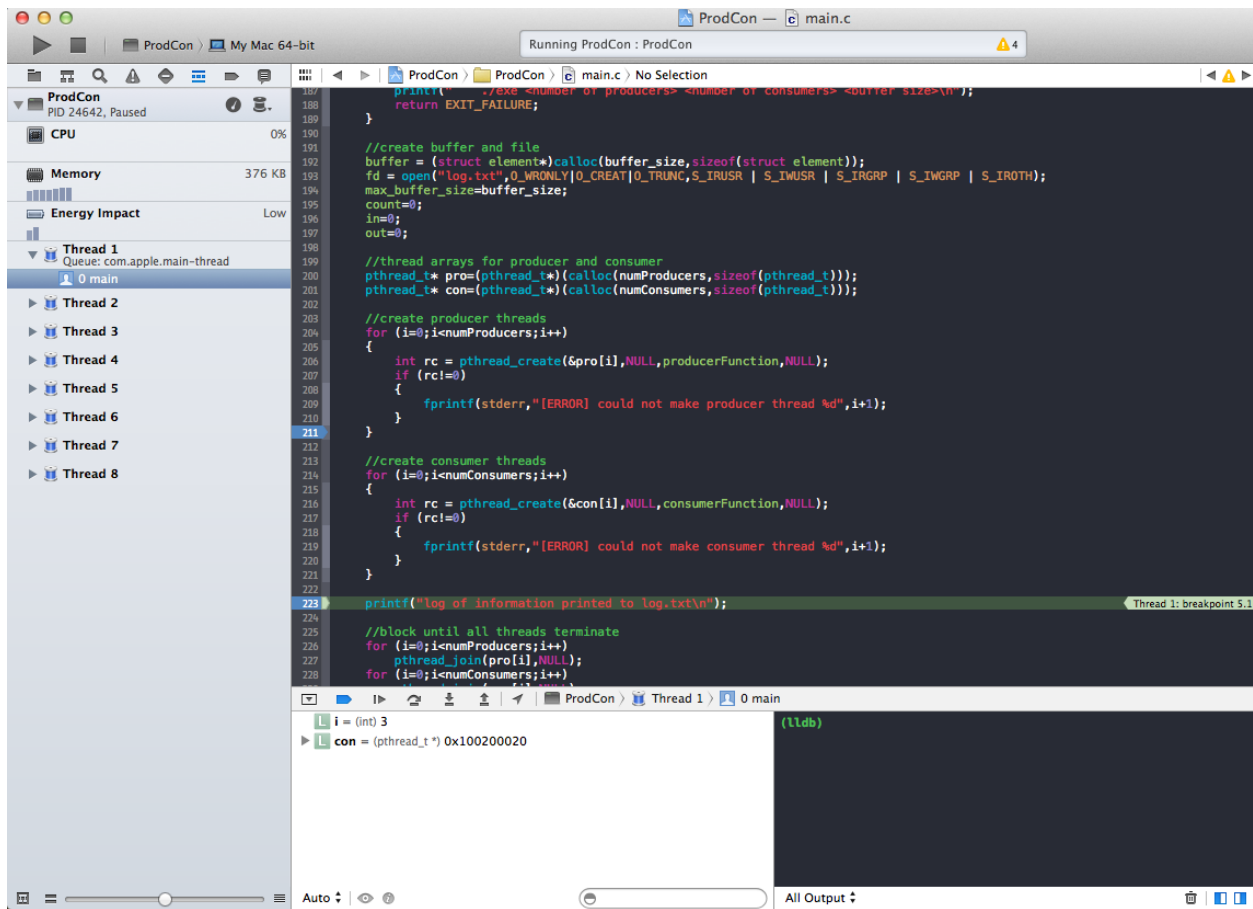 ProdCon — main.c
ProdCon 〉 My Mac 64-bit
Running ProdCon : ProdCon
4
ProdCon 〉 ProdCon 〉 main.c 〉 No Selection
ProdCon
PID 24642, Paused
CPU 0%
Memory 376 KB
Energy Impact Low
Thread 1
Queue: com.apple.main-thread
0 main
Thread 2
Thread 3
Thread 4
Thread 5
Thread 6
Thread 7
Thread 8
187 printf(" ./exe <number of producers> <number of consumers> <buffer size>\n");
188 return EXIT_FAILURE;
189 }
190
191 //create buffer and file
192 buffer = (struct element*)calloc(buffer_size,sizeof(struct element));
193 fd = open("log.txt",O_WRONLY|O_CREAT|O_TRUNC,S_IRUSR | S_IWUSR | S_IRGRP | S_IWGRP | S_IROTH);
194 max_buffer_size=buffer_size;
195 count=0;
196 in=0;
197 out=0;
198
199 //thread arrays for producer and consumer
200 pthread_t* pro=(pthread_t*)(calloc(numProducers,sizeof(pthread_t)));
201 pthread_t* con=(pthread_t*)(calloc(numConsumers,sizeof(pthread_t)));
202
203 //create producer threads
204 for (i=0;i<numProducers;i++)
205 {
206 int rc = pthread_create(&pro[i],NULL,producerFunction,NULL);
207 if (rc!=0)
208 {
209 fprintf(stderr,"[ERROR] could not make producer thread %d",i+1);
210 }
211 }
212
213 //create consumer threads
214 for (i=0;i<numConsumers;i++)
215 {
216 int rc = pthread_create(&con[i],NULL,consumerFunction,NULL);
217 if (rc!=0)
218 {
219 fprintf(stderr,"[ERROR] could not make consumer thread %d",i+1);
220 }
221 }
222
223 printf("log of information printed to log.txt\n"); Thread 1: breakpoint 5.1
224
225 //block until all threads terminate
226 for (i=0;i<numProducers;i++)
227 pthread_join(pro[i],NULL);
228 for (i=0;i<numConsumers;i++)
ProdCon 〉 Thread 1 〉 0 main
L i = (int) 3
L con = (pthread_t *) 0x100200020
(lldb)
Auto
All Output